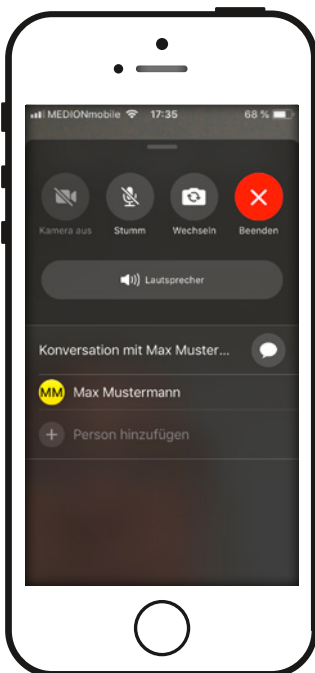 MEDIONmobile 17:35 68 %
Kamera aus Stumm Wechseln Beenden
Lautsprecher
Konversation mit Max Muster...
MM Max Mustermann
Person hinzufügen